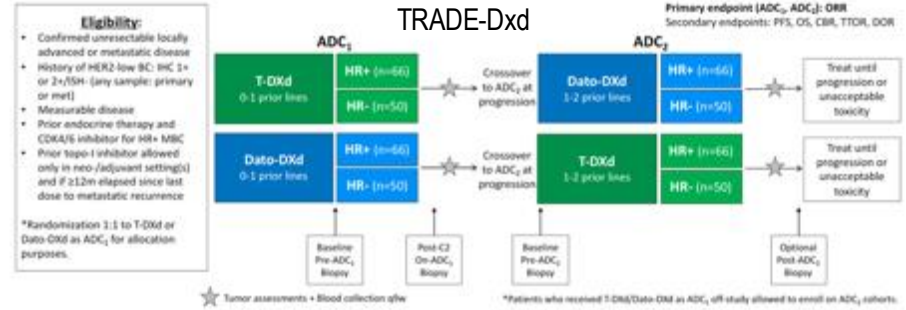 TRADE-Dxd
Primary endpoint (ADC₁, ADC₂): ORR
Secondary endpoints: PFS, OS, CBR, TTOR, DOR
Eligibility:
• Confirmed unresectable locally
advanced or metastatic disease
• History of HER2-low BC: IHC 1+
or 2+/ISH- (any sample: primary
or met)
• Measurable disease
• Prior endocrine therapy and
CDK4/6 inhibitor for HR+ MBC
• Prior topo-I inhibitor allowed
only in neo-/adjuvant setting(s)
and if ≥12m elapsed since last
dose to metastatic recurrence
*Randomization 1:1 to T-DXd or
Dato-DXd as ADC₁ for allocation
purposes.
ADC₁
T-DXd
0-1 prior lines
HR+ (n=66)
HR- (n=50)
Crossover
to ADC₂ at
progression
ADC₂
Dato-DXd
1-2 prior lines
HR+ (n=66)
HR- (n=50)
Treat until
progression or
unacceptable
toxicity
Dato-DXd
0-1 prior lines
HR+ (n=66)
HR- (n=50)
Crossover
to ADC₂ at
progression
T-DXd
1-2 prior lines
HR+ (n=66)
HR- (n=50)
Treat until
progression or
unacceptable
toxicity
Baseline
Pre-ADC₁
Biopsy
Post-C2
On-ADC₁
Biopsy
Baseline
Pre-ADC₂
Biopsy
Optional
Post-ADC₂
Biopsy
Tumor assessments + Blood collection q9w
*Patients who received T-DXd/Dato-DXd as ADC₁ off-study allowed to enroll on ADC₂ cohorts.